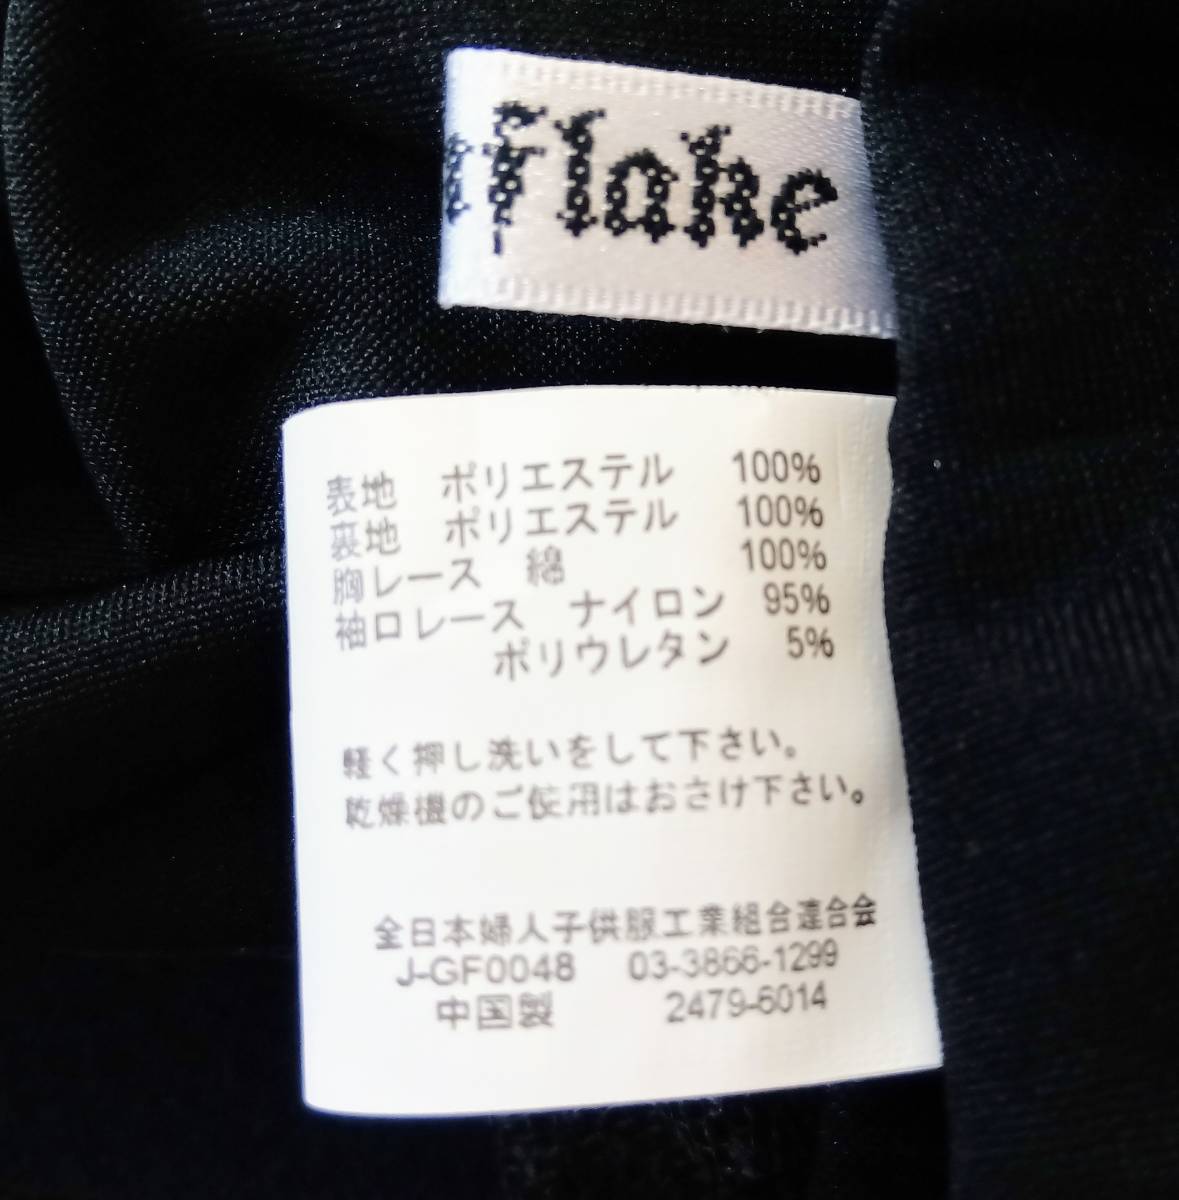 flake
表地 ポリエステル 100%
裏地 ポリエステル 100%
胸レース 綿 100%
袖口レース ナイロン 95%
ポリウレタン 5%
軽く押し洗いをして下さい。
乾燥機のご使用はおさけ下さい。
全日本婦人子供服工業組合連合会
J-GF0048 03-3866-1299
中国製 2479-6014